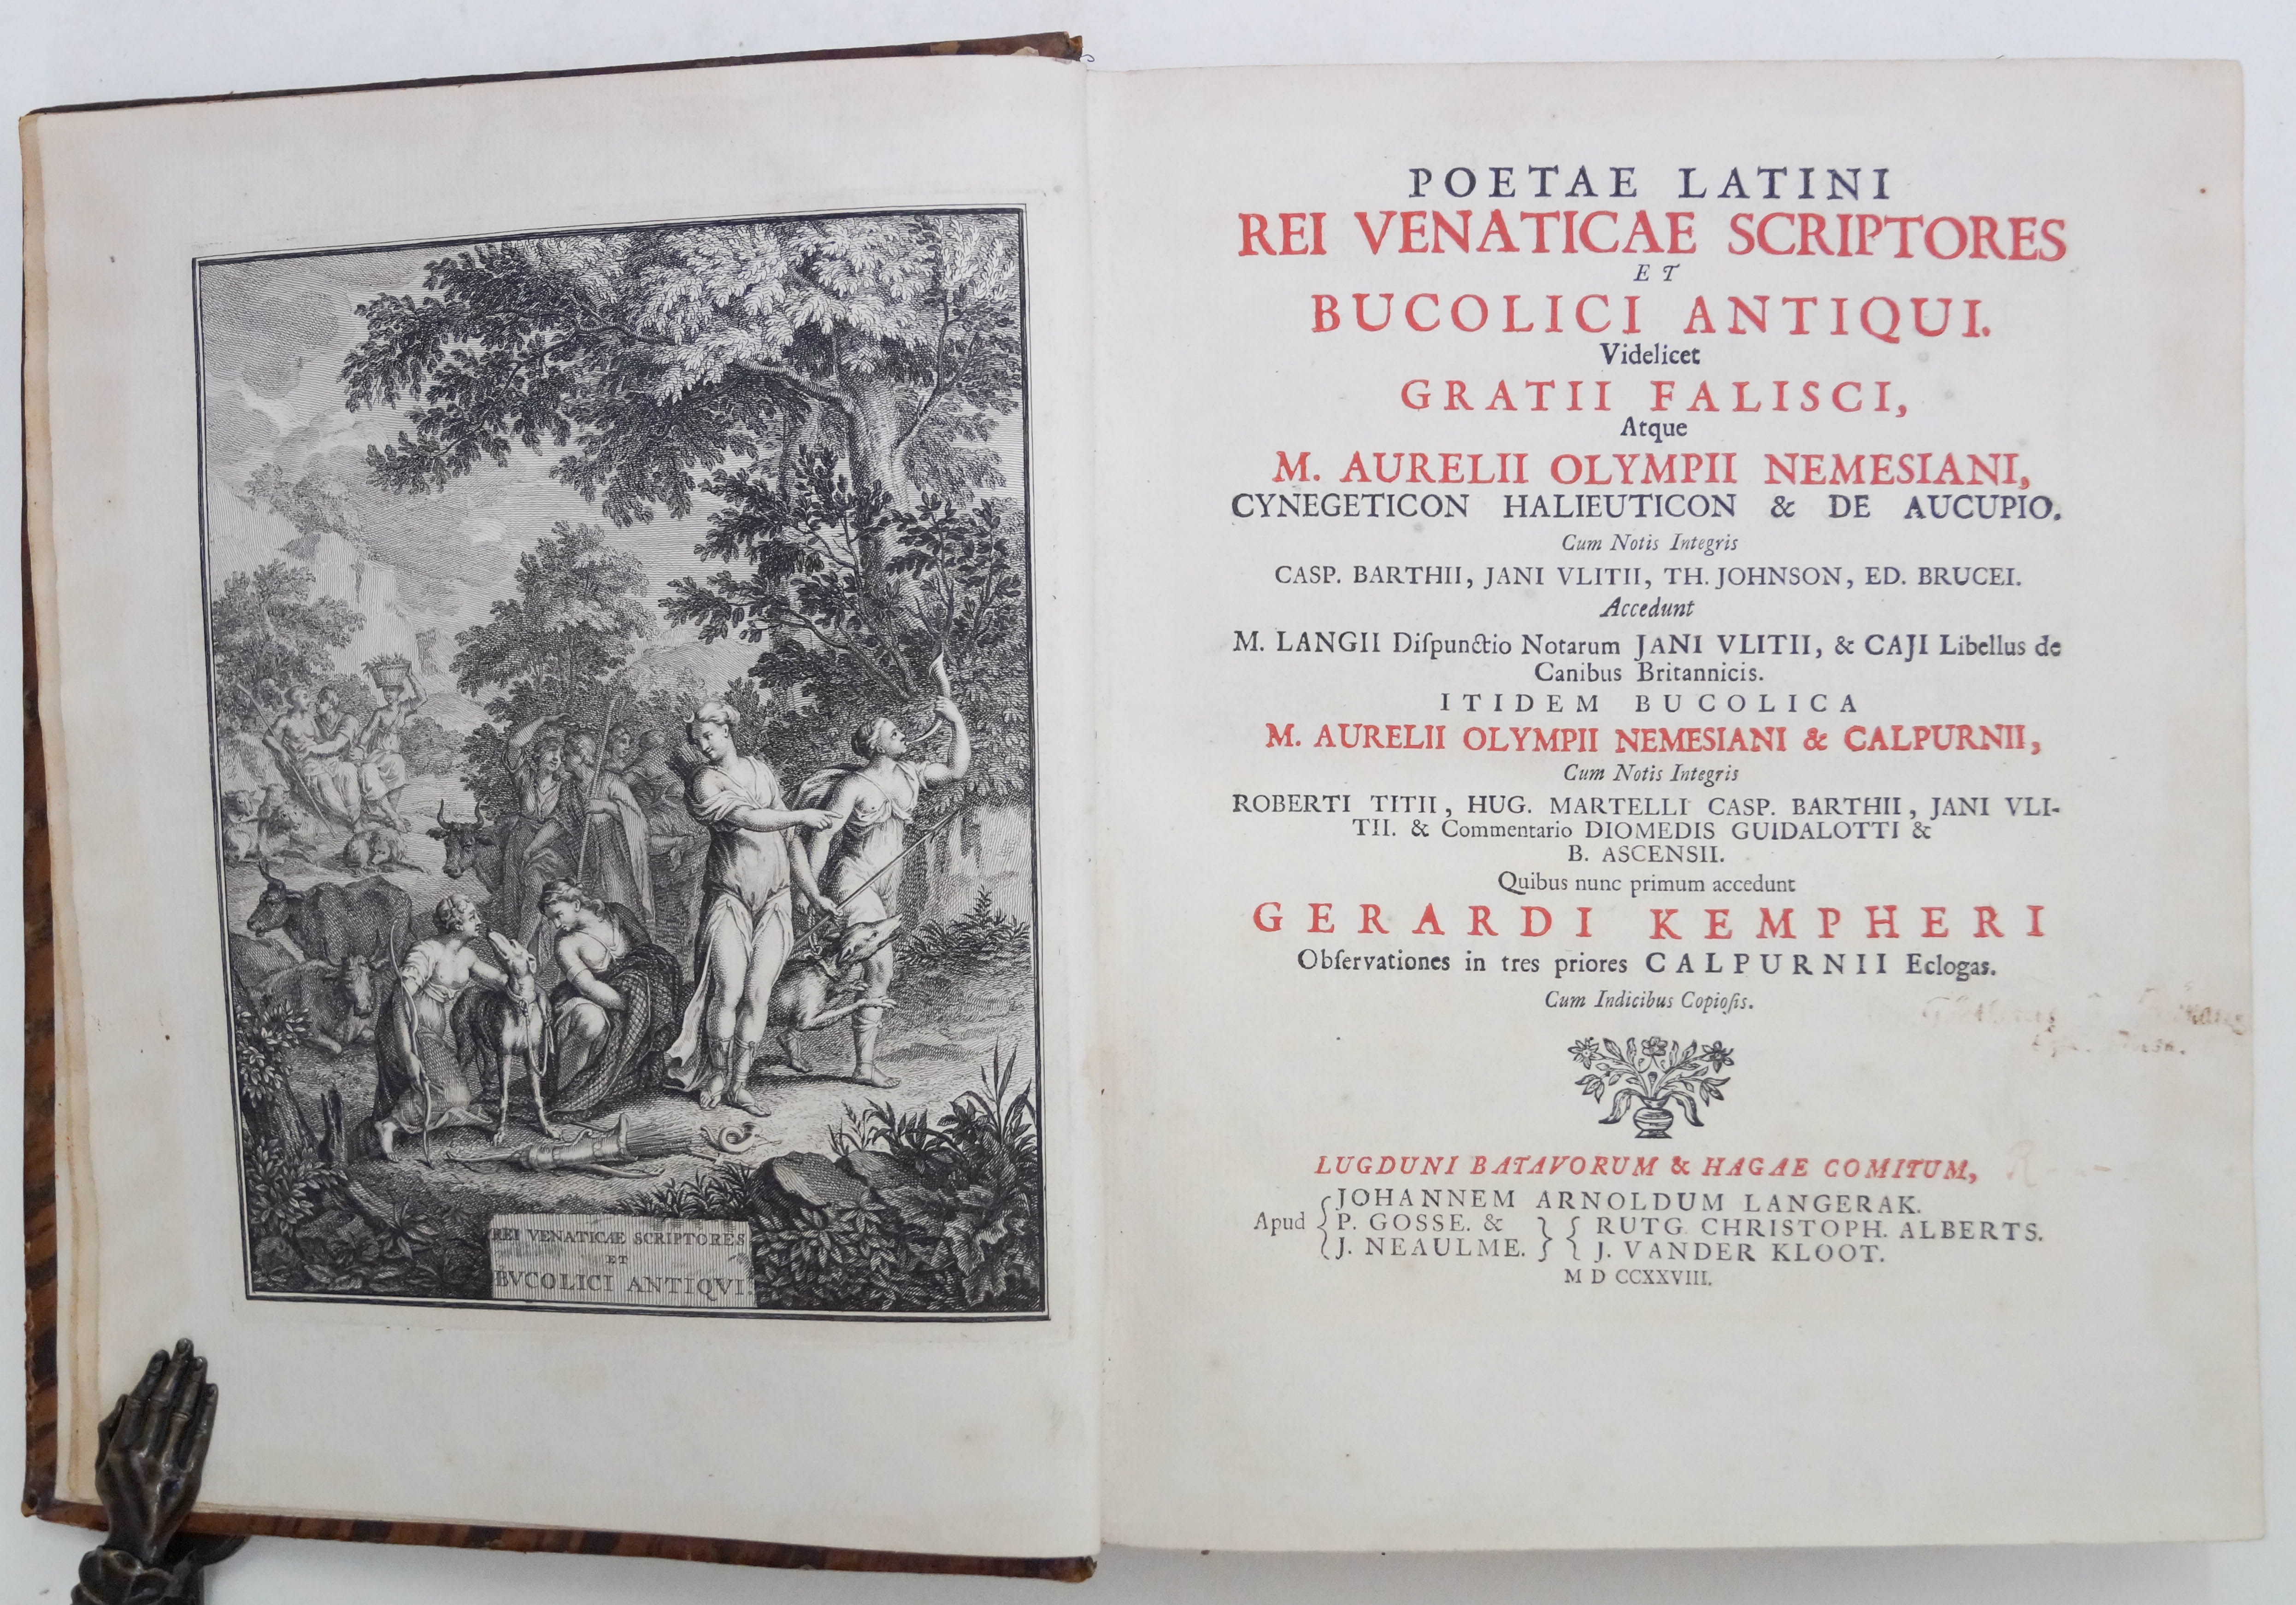 REI VENATICÆ SCRIPTORES
ET
BVCOLICI ANTIQVI.
POETAE LATINI
REI VENATICAE SCRIPTORES
ET
BUCOLICI ANTIQUI.
Videlicet
GRATII FALISCI,
Atque
M. AURELII OLYMPII NEMESIANI,
CYNEGETICON HALIEUTICON & DE AUCUPIO.
Cum Notis Integris
CASP. BARTHII, JANI VLITII, TH. JOHNSON, ED. BRUCEI.
Accedunt
M. LANGII Diſpunctio Notarum JANI VLITII, & CAJI Libellus de
Canibus Britannicis.
ITIDEM BUCOLICA
M. AURELII OLYMPII NEMESIANI & CALPURNII,
Cum Notis Integris
ROBERTI TITII, HUG. MARTELLI CASP. BARTHII, JANI VLI-
TII. & Commentario DIOMEDIS GUIDALOTTI &
B. ASCENSII.
Quibus nunc primum accedunt
GERARDI KEMPHERI
Obſervationes in tres priores CALPURNII Eclogas.
Cum Indicibus Copioſis.
LUGDUNI BATAVORUM & HAGAE COMITUM,
JOHANNEM ARNOLDUM LANGERAK.
Apud { P. GOSSE. & } { RUTG. CHRISTOPH. ALBERTS.
J. NEAULME. } { J. VANDER KLOOT.
M D CCXXVIII.